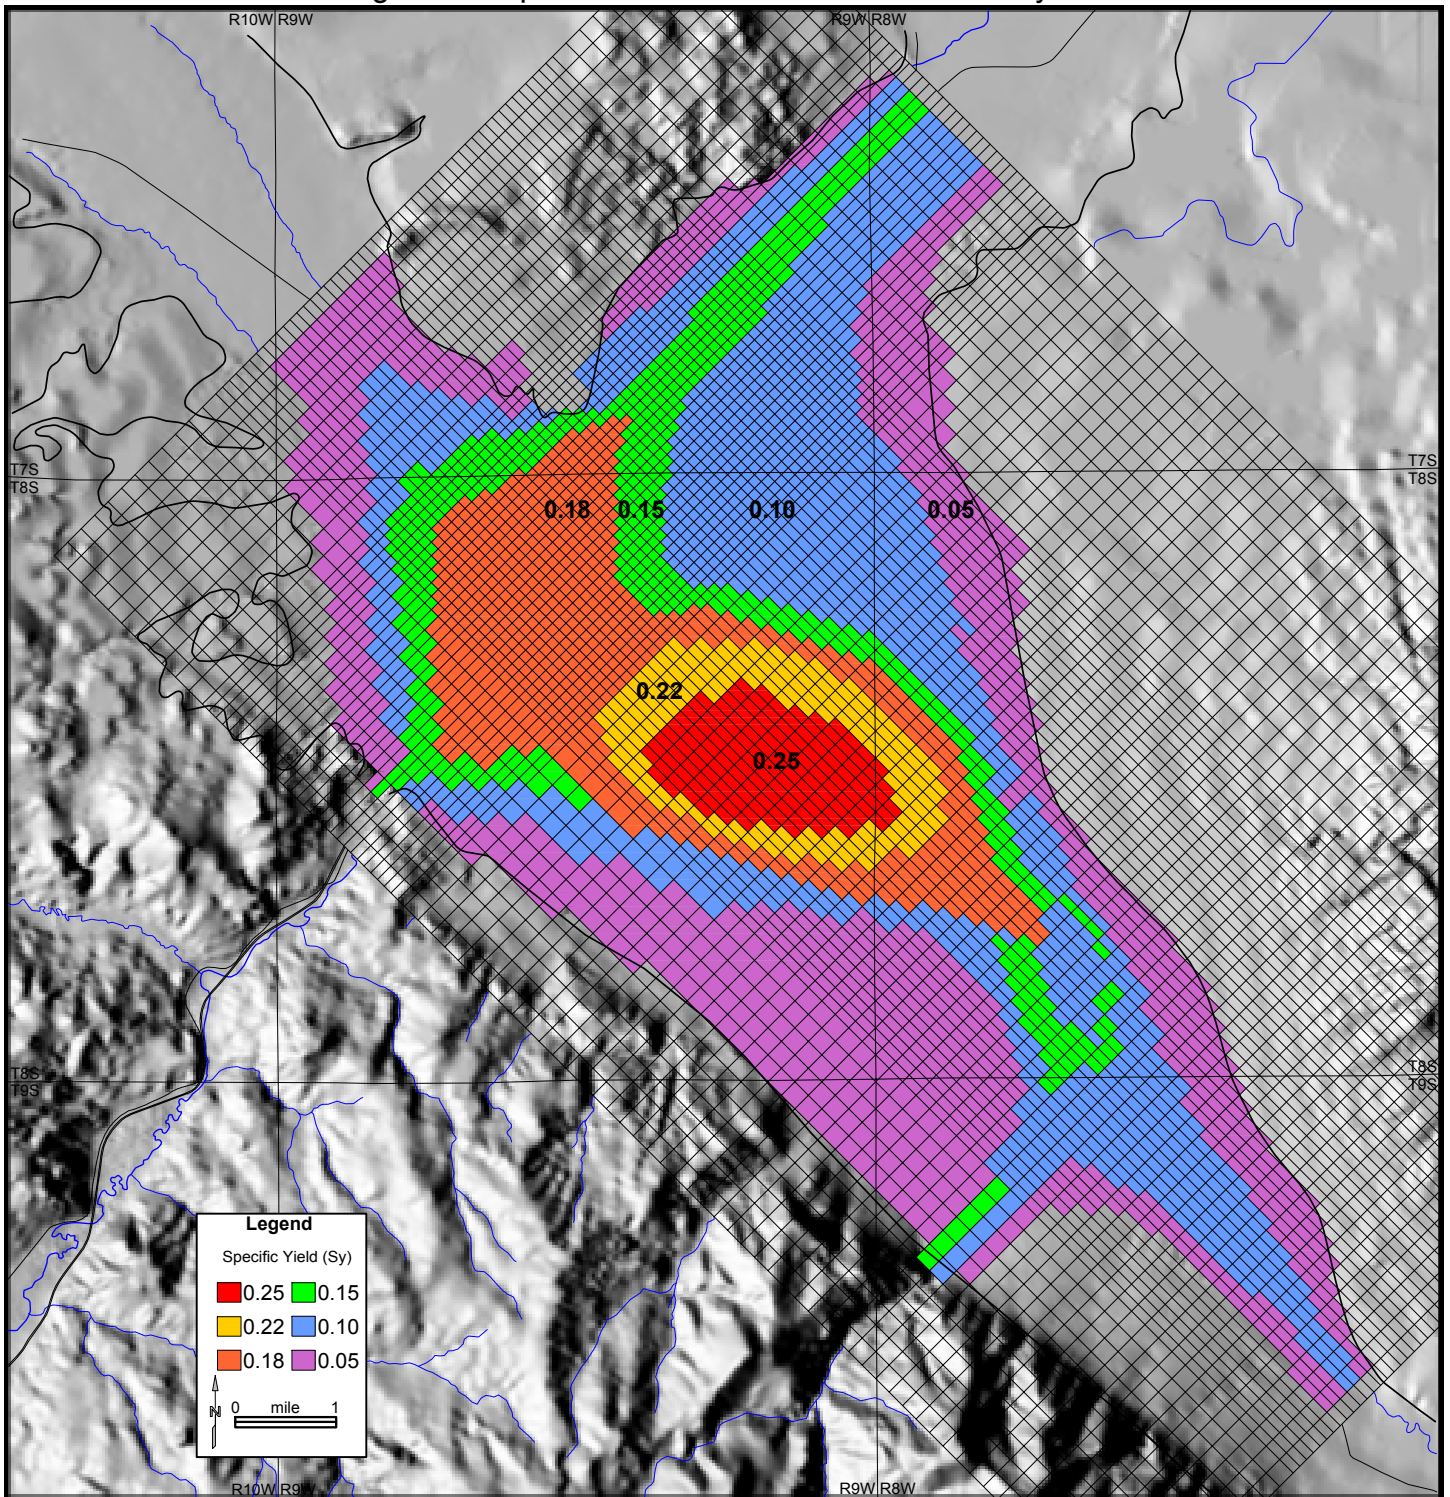 R10W R9W
R9W R8W
T7S
T8S
T7S
T8S
0.18
0.15
0.10
0.05
0.22
0.25
T8S
T9S
T8S
T9S
Legend
Specific Yield (Sy)
0.25
0.15
0.22
0.10
0.18
0.05
N
0 mile 1
R10W R9W
R9W R8W